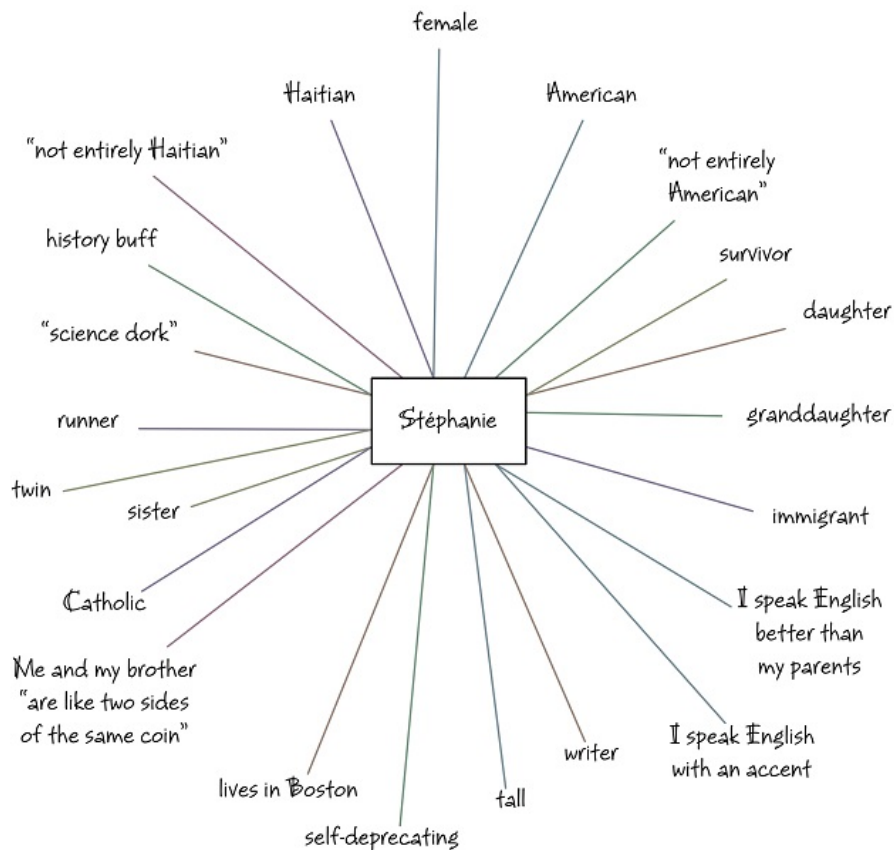 female
Haitian
American
"not entirely Haitian"
"not entirely
American"
history buff
survivor
"science dork"
daughter
Stéphanie
runner
granddaughter
twin
sister
immigrant
Catholic
I speak English
better than
my parents
Me and my brother
"are like two sides
of the same coin"
I speak English
with an accent
writer
lives in Boston
tall
self-deprecating